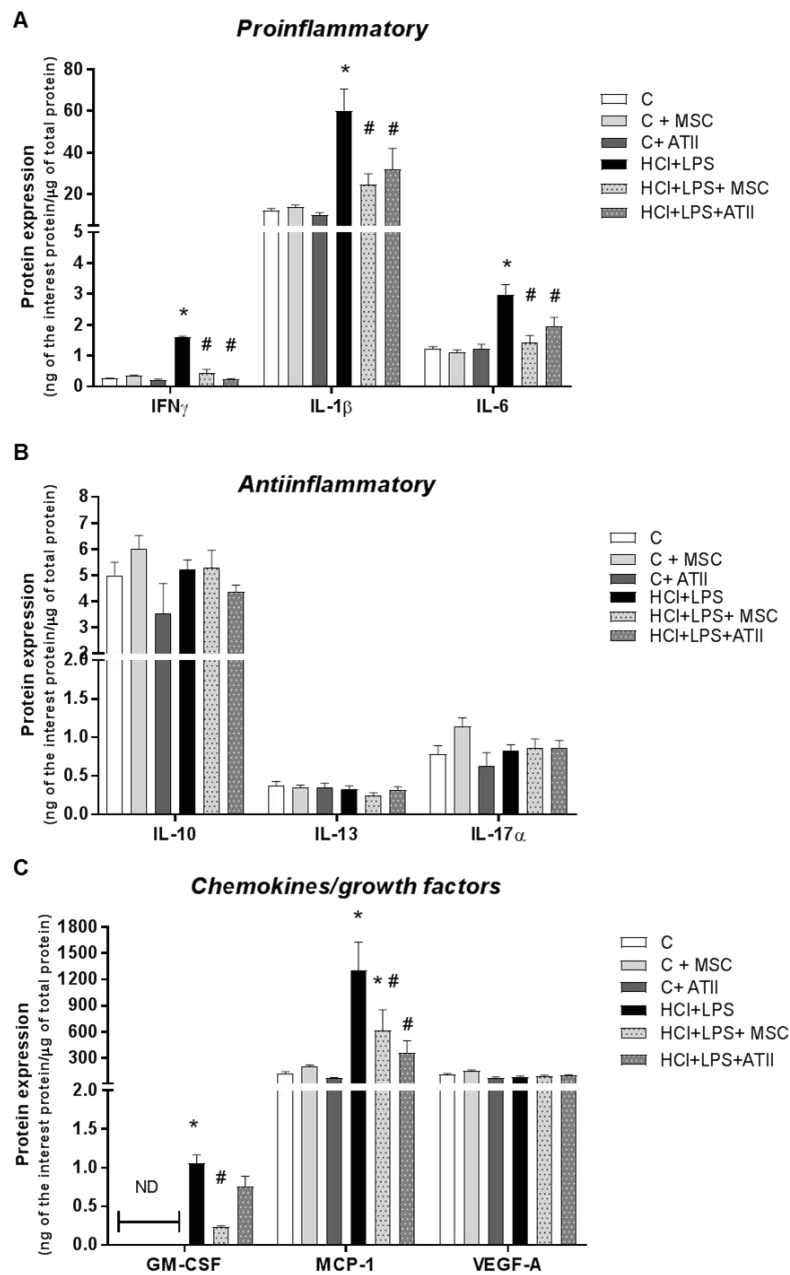 A
Proinflammatory
Protein expression
(ng of the interest protein/µg of total protein)
80
60
40
20
5
4
3
2
1
0
*
# #
*
# #
*
# #
IFNγ IL-1β IL-6
C
C + MSC
C+ ATII
HCl+LPS
HCl+LPS+ MSC
HCl+LPS+ATII
B
Antiinflammatory
Protein expression
(ng of the interest protein/µg of total protein)
8
7
6
5
4
3
2
2.0
1.5
1.0
0.5
0.0
IL-10 IL-13 IL-17α
C
C + MSC
C+ ATII
HCl+LPS
HCl+LPS+ MSC
HCl+LPS+ATII
C
Chemokines/growth factors
Protein expression
(ng of the interest protein/µg of total protein)
1800
1500
1200
900
600
300
2.0
1.5
1.0
0.5
0.0
ND
*
#
*
* #
#
GM-CSF MCP-1 VEGF-A
C
C + MSC
C+ ATII
HCl+LPS
HCl+LPS+ MSC
HCl+LPS+ATII